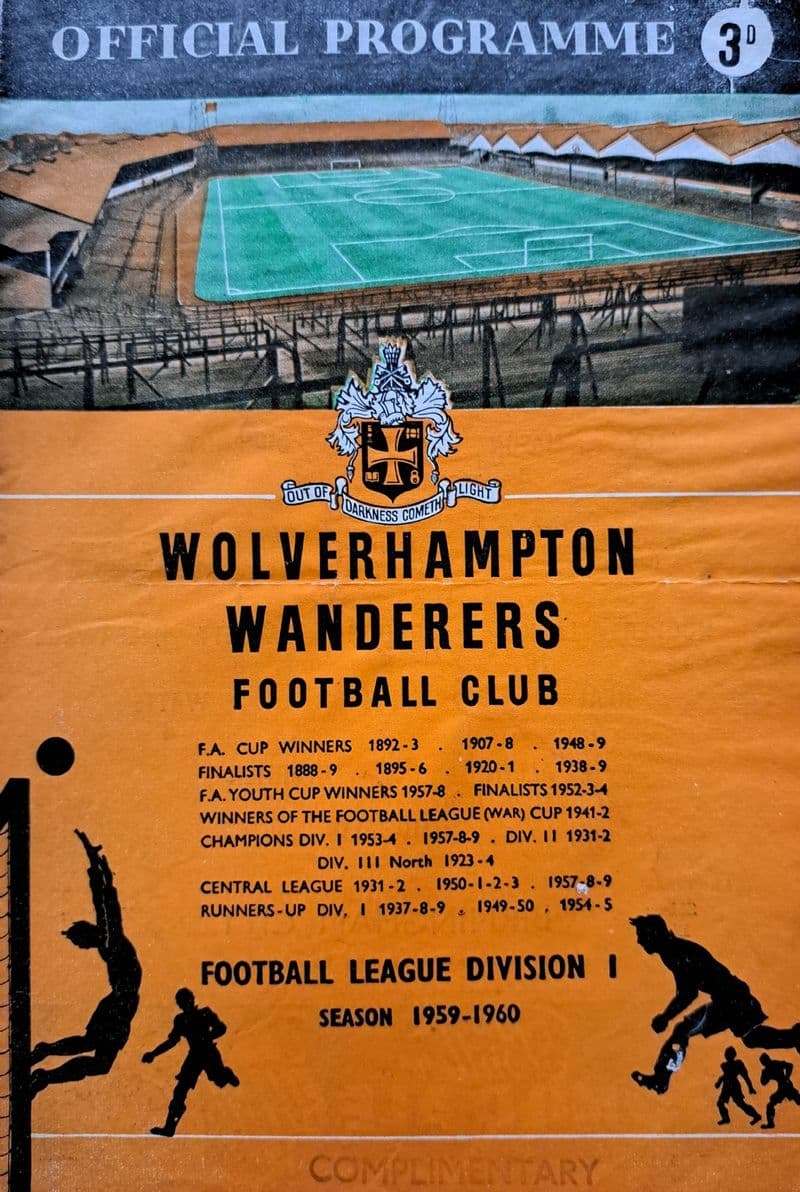 OFFICIAL PROGRAMME 3D
OUT OF DARKNESS COMETH LIGHT
WOLVERHAMPTON
WANDERERS
FOOTBALL CLUB
F.A. CUP WINNERS 1892-3 . 1907-8 . 1948-9
FINALISTS 1888-9 . 1895-6 . 1920-1 . 1938-9
F.A. YOUTH CUP WINNERS 1957-8 . FINALISTS 1952-3-4
WINNERS OF THE FOOTBALL LEAGUE (WAR) CUP 1941-2
CHAMPIONS DIV. I 1953-4 . 1957-8-9 . DIV. II 1931-2
DIV. III North 1923-4
CENTRAL LEAGUE 1931-2 . 1950-1-2-3 . 1957-8-9
RUNNERS-UP DIV. I 1937-8-9 . 1949-50 . 1954-5
FOOTBALL LEAGUE DIVISION I
SEASON 1959-1960
COMPLIMENTARY